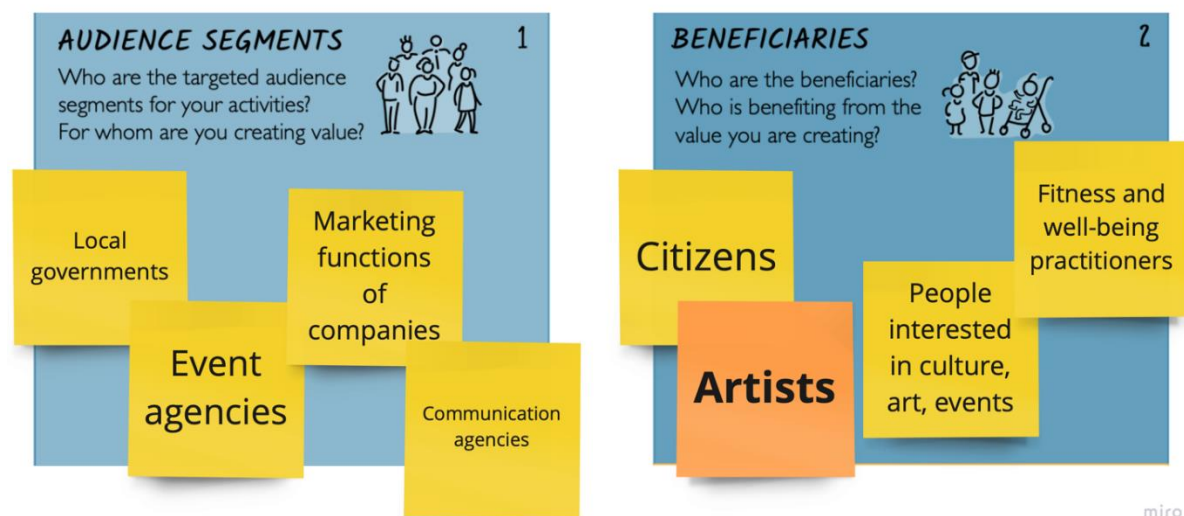 AUDIENCE SEGMENTS
1
Who are the targeted audience
segments for your activities?
For whom are you creating value?
Local
governments
Event
agencies
Marketing
functions
of
companies
Communication
agencies
BENEFICIARIES
2
Who are the beneficiaries?
Who is benefiting from the
value you are creating?
Citizens
Artists
People
interested
in culture,
art, events
Fitness and
well-being
practitioners
miro